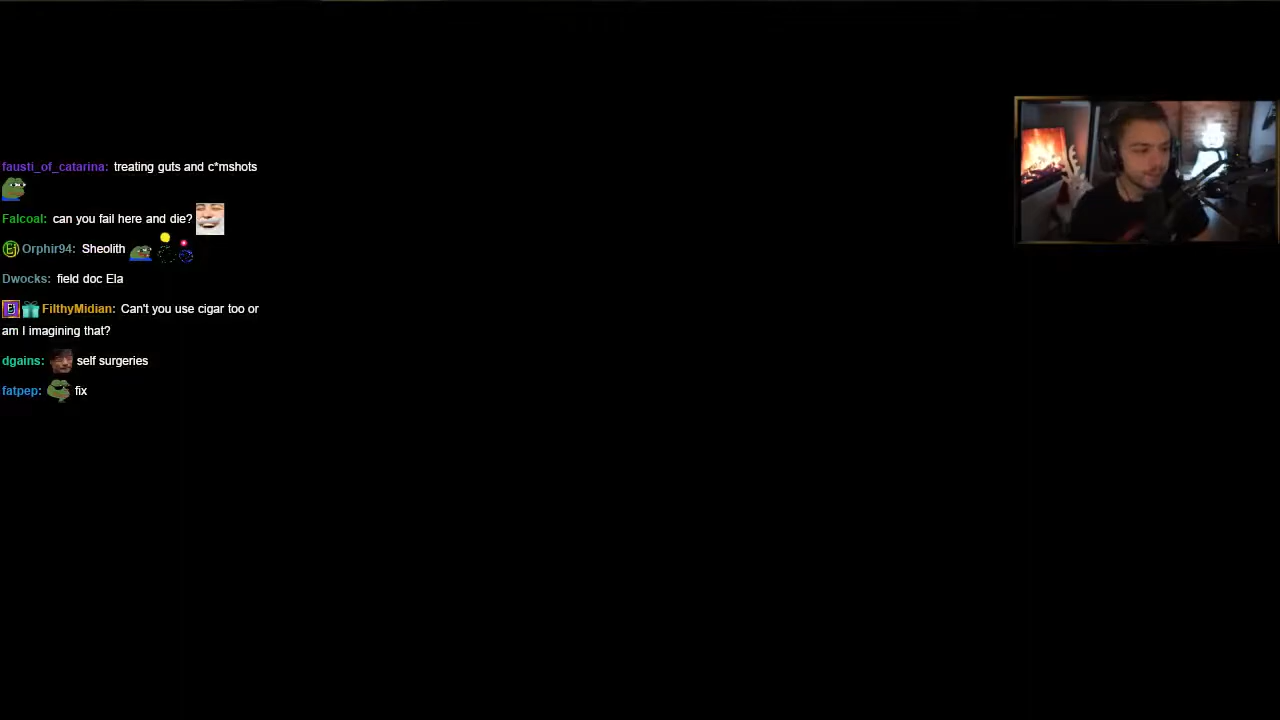 fausti_of_catarina: treating guts and c*mshots
Falcoal: can you fail here and die?
Orphir94: Sheolith
Dwocks: field doc Ela
FilthyMidian: Can't you use cigar too or
am I imagining that?
dgains: self surgeries
fatpep: fix